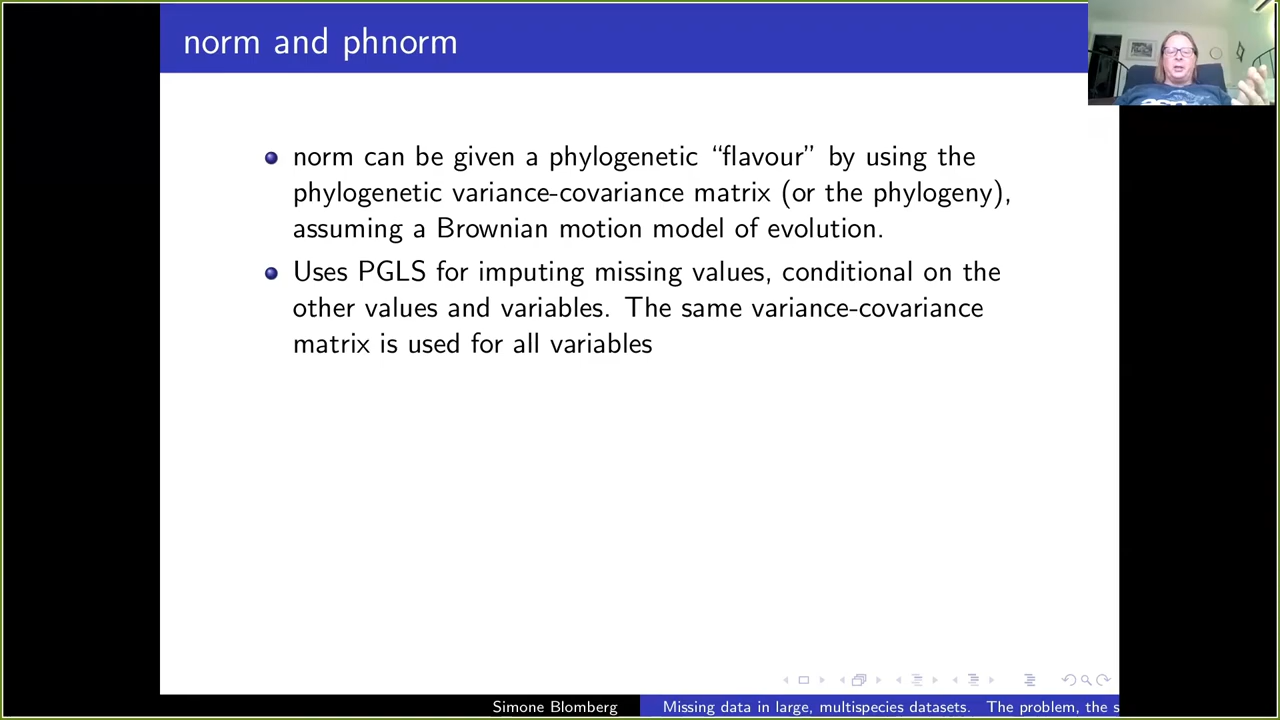 norm and phnorm
norm can be given a phylogenetic “flavour” by using the
phylogenetic variance-covariance matrix (or the phylogeny),
assuming a Brownian motion model of evolution.
Uses PGLS for imputing missing values, conditional on the
other values and variables. The same variance-covariance
matrix is used for all variables
Simone Blomberg
Missing data in large, multispecies datasets. The problem, the s